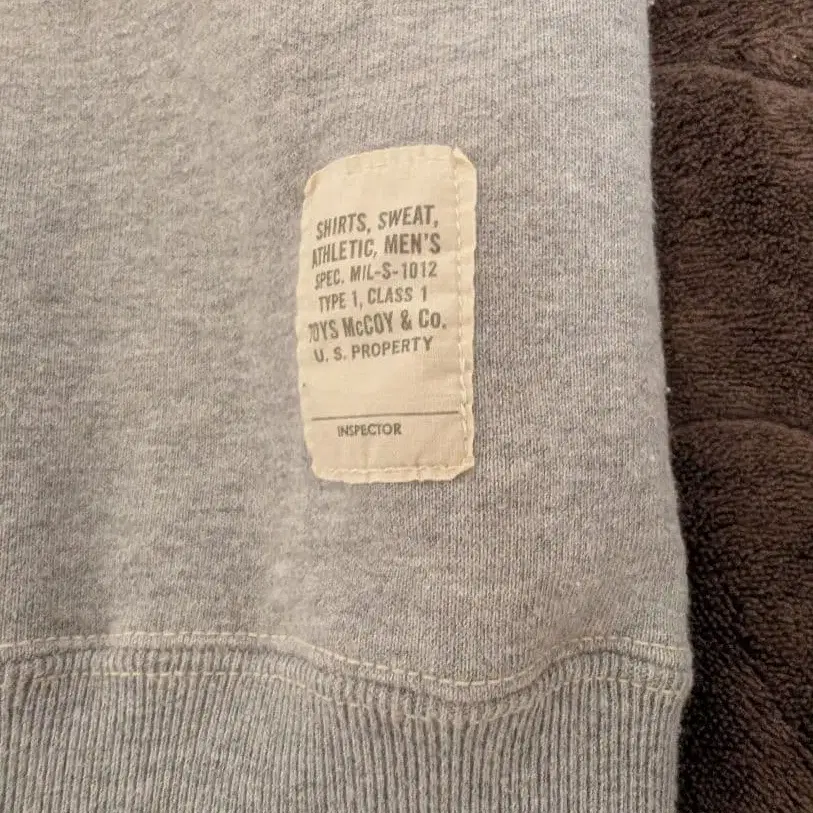 SHIRTS, SWEAT,
ATHLETIC, MEN'S
SPEC. MIL-S-1012
TYPE 1, CLASS 1
TOYS McCOY & Co.
U. S. PROPERTY
INSPECTOR